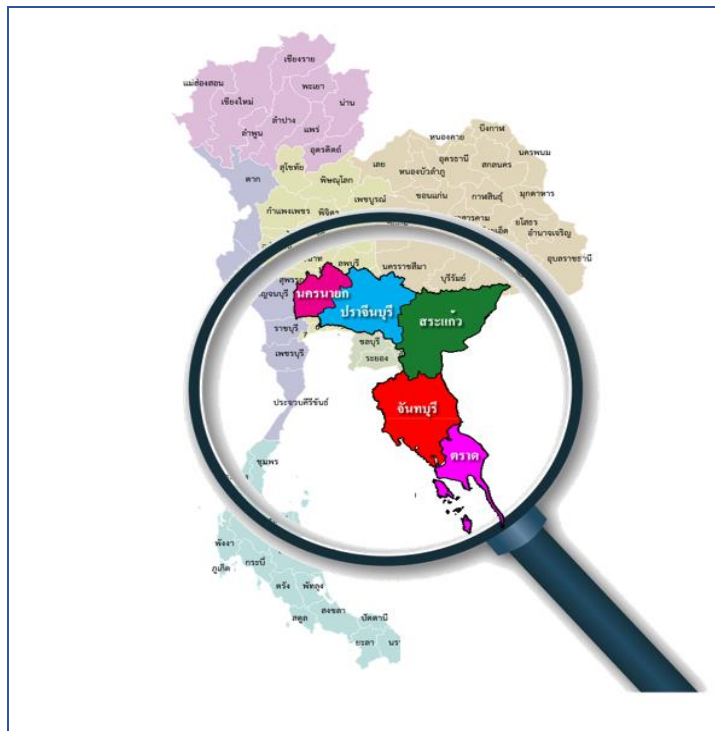 เชียงราย
แม่ฮ่องสอน
พะเยา
เชียงใหม่
น่าน
ลำปาง
ลำพูน
แพร่
อุตรดิตถ์
บึงกาฬ
หนองคาย
นครพนม
เลย
อุดรธานี
สกลนคร
หนองบัวลำภู
สุโขทัย
ตาก
พิษณุโลก
ขอนแก่น
กาฬสินธุ์
มุกดาหาร
เพชรบูรณ์
กำแพงเพชร
พิจิตร
ยโสธร
อำนาจเจริญ
อุบลราชธานี
ลพบุรี
นครราชสีมา
บุรีรัมย์
นครนายก
ปราจีนบุรี
สระแก้ว
ราชบุรี
ชลบุรี
เพชรบุรี
ระยอง
จันทบุรี
ประจวบคีรีขันธ์
ตราด
ชุมพร
พังงา
กระบี่
ภูเก็ต
ตรัง
พัทลุง
สงขลา
สตูล
ปัตตานี
ยะลา